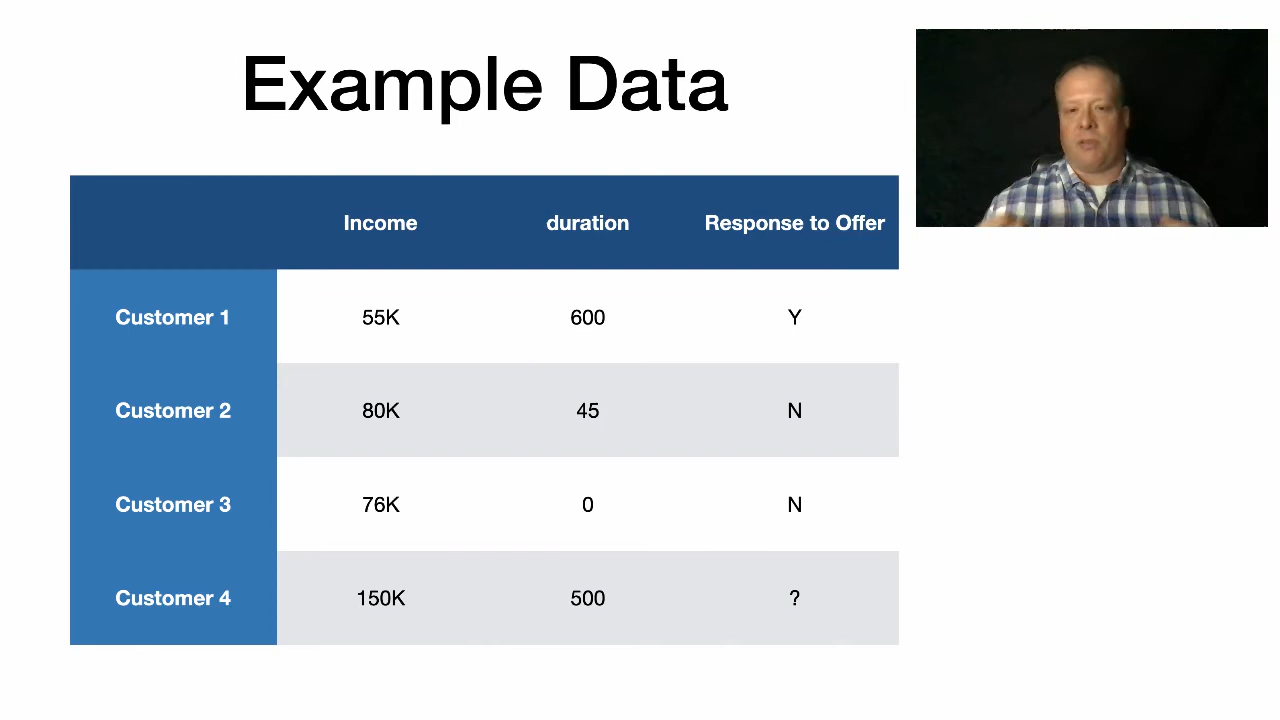 Example Data
Income duration Response to Offer
Customer 1 55K 600 Y
Customer 2 80K 45 N
Customer 3 76K 0 N
Customer 4 150K 500 ?